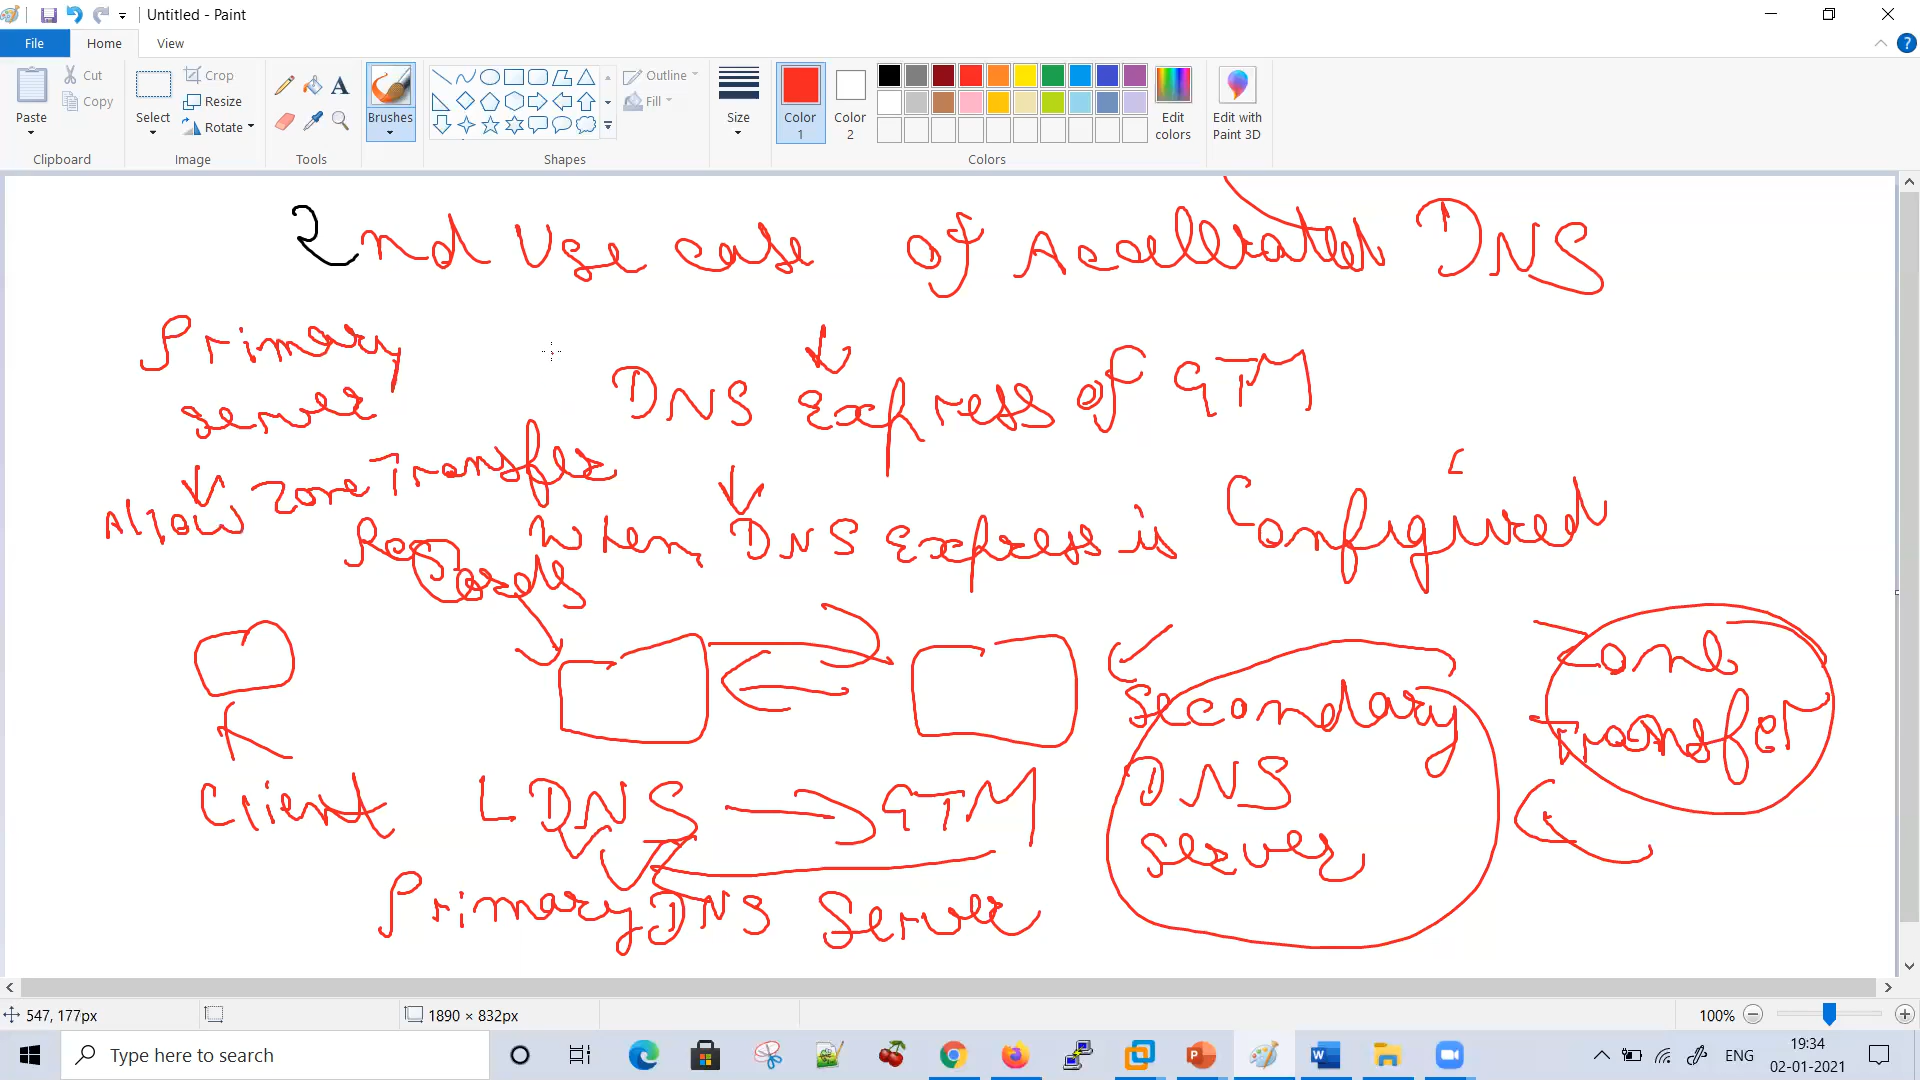 Untitled - Paint
File Home View
Paste Cut Copy Clipboard
Select Crop Resize Rotate Image
Tools
Brushes
Outline Fill Shapes
Size
Color 1 Color 2
Edit colors Colors
Edit with Paint 3D
2nd Use case of Accellerated DNS
Primary
server
DNS Express of GTM
Allow Zone Transfer
When DNS Express is Configured
Zone
transfer
Secondary
DNS
server
Client LDNS GTM
Primary DNS Server
547, 177px
1890 × 832px
100%
Type here to search
ENG
19:34
02-01-2021